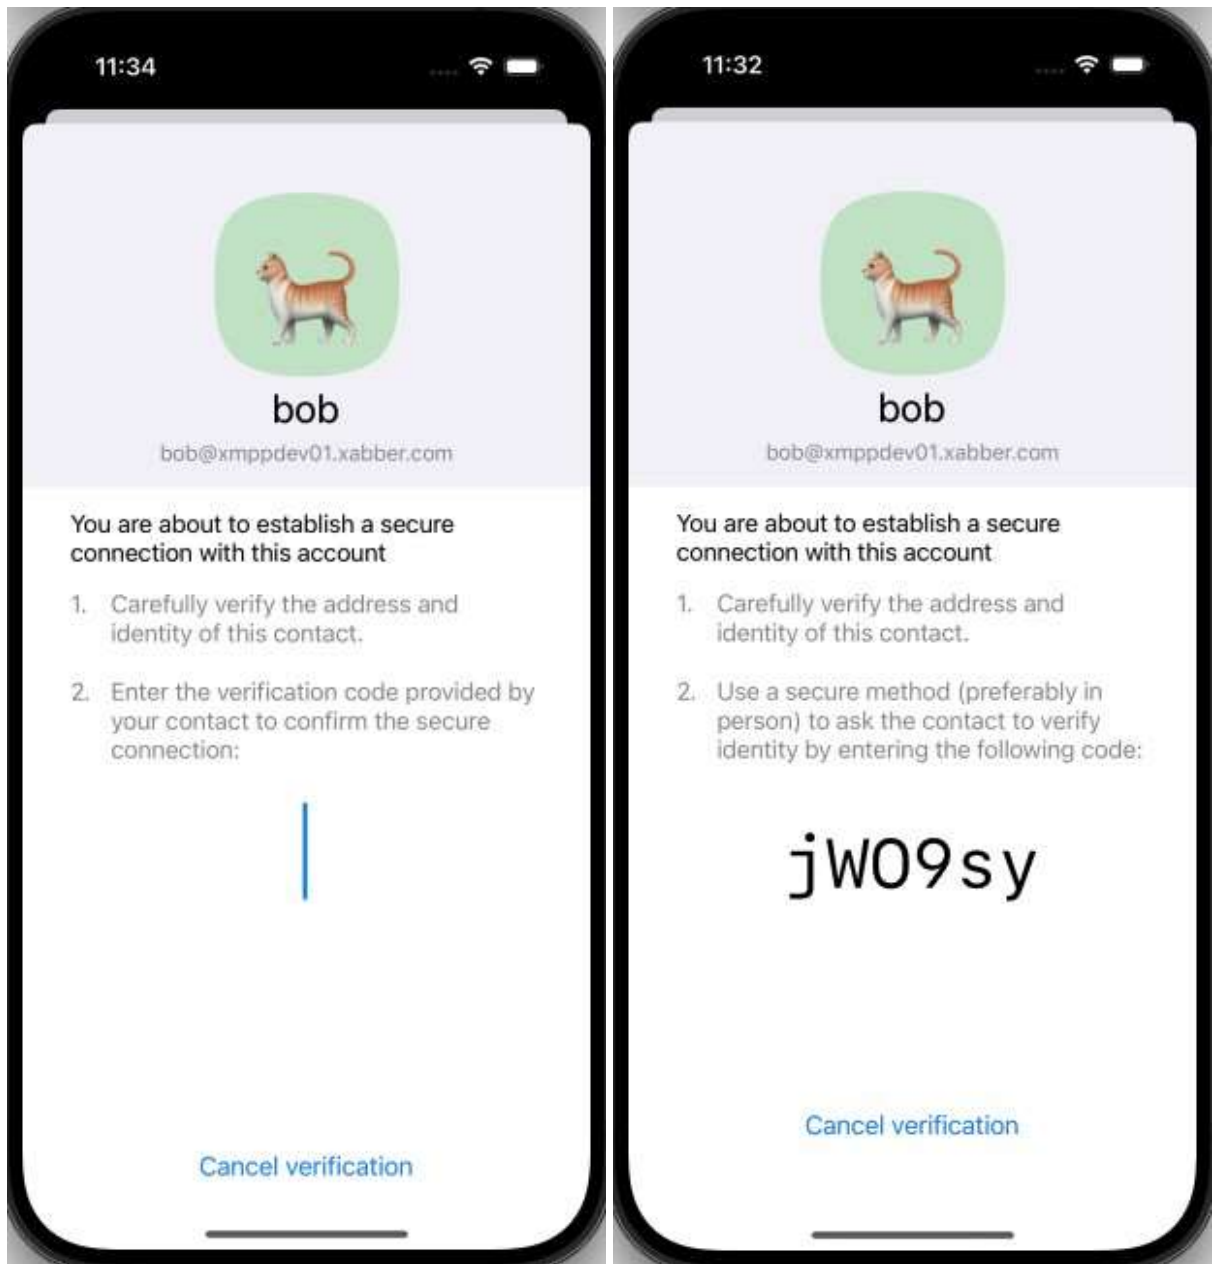 11:34
bob
bob@xmppdev01.xabber.com
You are about to establish a secure
connection with this account
1. Carefully verify the address and
identity of this contact.
2. Enter the verification code provided by
your contact to confirm the secure
connection:
Cancel verification
11:32
bob
bob@xmppdev01.xabber.com
You are about to establish a secure
connection with this account
1. Carefully verify the address and
identity of this contact.
2. Use a secure method (preferably in
person) to ask the contact to verify
identity by entering the following code:
jWO9sy
Cancel verification